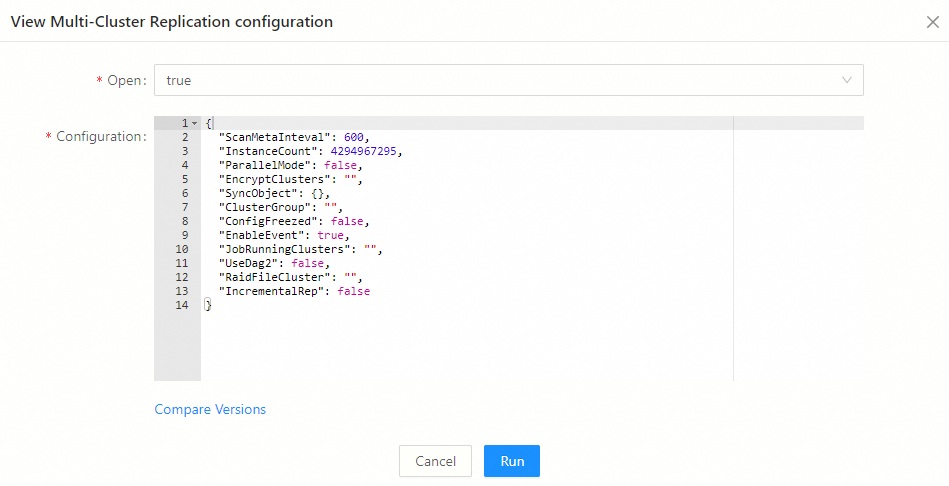 View Multi-Cluster Replication configuration
* Open: true
* Configuration:
1 {
2 "ScanMetaInteval": 600,
3 "InstanceCount": 4294967295,
4 "ParallelMode": false,
5 "EncryptClusters": "",
6 "SyncObject": {},
7 "ClusterGroup": "",
8 "ConfigFreezed": false,
9 "EnableEvent": true,
10 "JobRunningClusters": "",
11 "UseDag2": false,
12 "RaidFileCluster": "",
13 "IncrementalRep": false
14 }
Compare Versions
Cancel Run